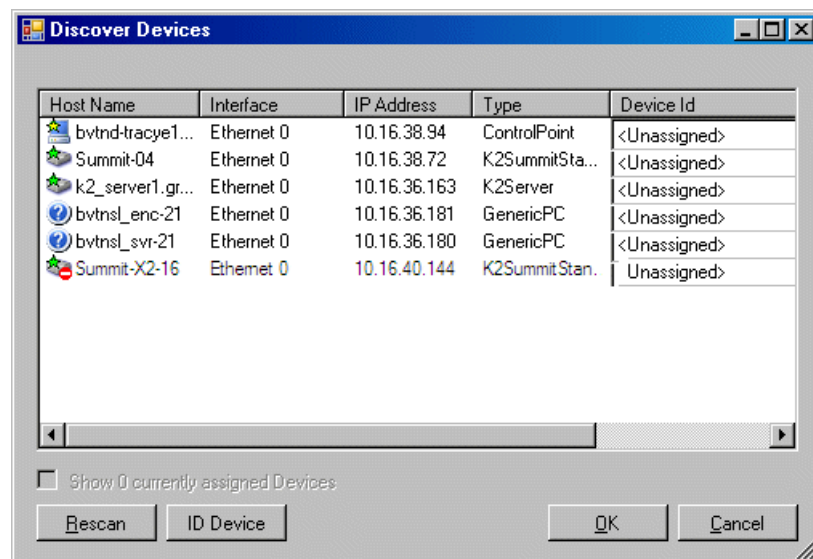 Discover Devices
Host Name Interface IP Address Type Device Id
bvtnd-tracye1... Ethernet 0 10.16.38.94 ControlPoint <Unassigned>
Summit-04 Ethernet 0 10.16.38.72 K2SummitSta... <Unassigned>
k2_server1.gr... Ethernet 0 10.16.36.163 K2Server <Unassigned>
bvtnsl_enc-21 Ethernet 0 10.16.36.181 GenericPC <Unassigned>
bvtnsl_svr-21 Ethernet 0 10.16.36.180 GenericPC <Unassigned>
Summit-X2-16 Ethernet 0 10.16.40.144 K2SummitStan. Unassigned>
Show 0 currently assigned Devices
Rescan ID Device OK Cancel